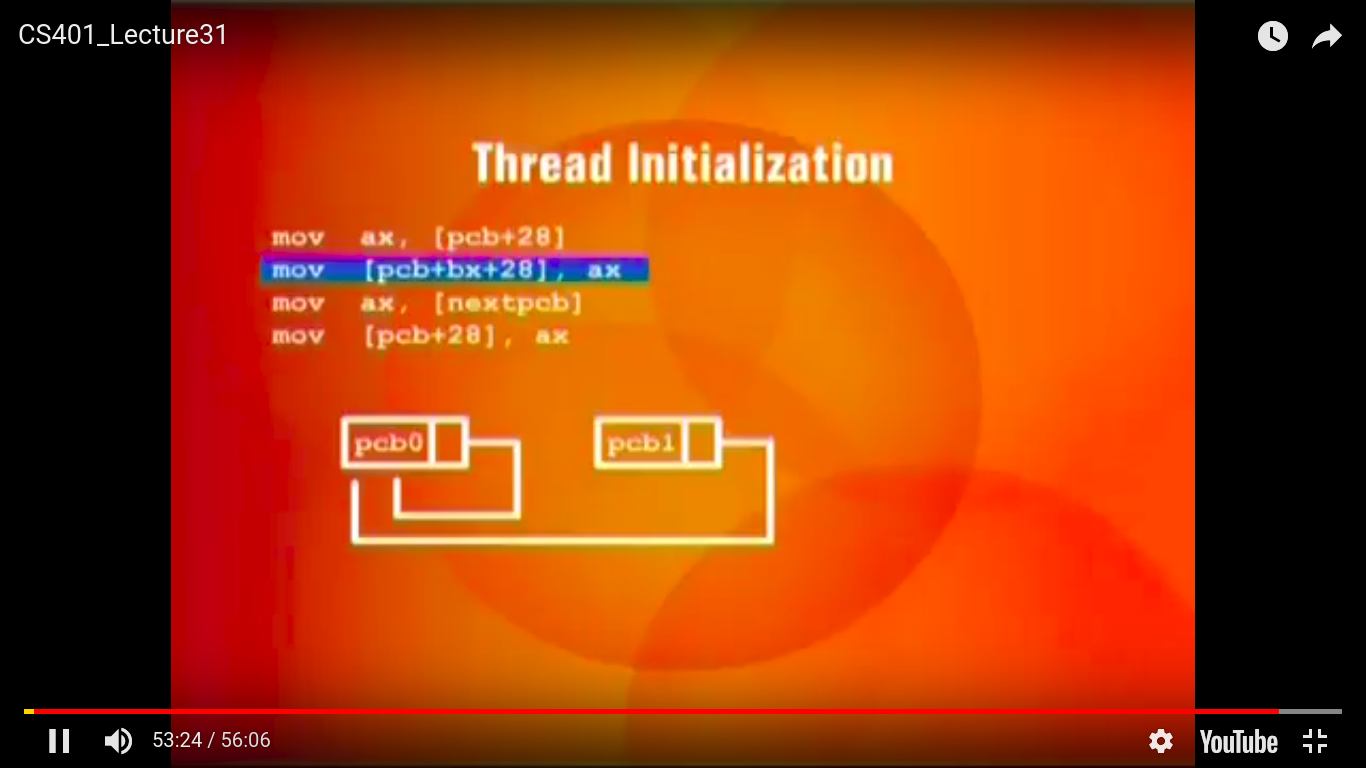 CS401_Lecture31
Thread Initialization
mov ax, [pcb+28]
mov [pcb+bx+28], ax
mov ax, [nextpcb]
mov [pcb+28], ax
pcb0 pcb1
53:24 / 56:06 YouTube